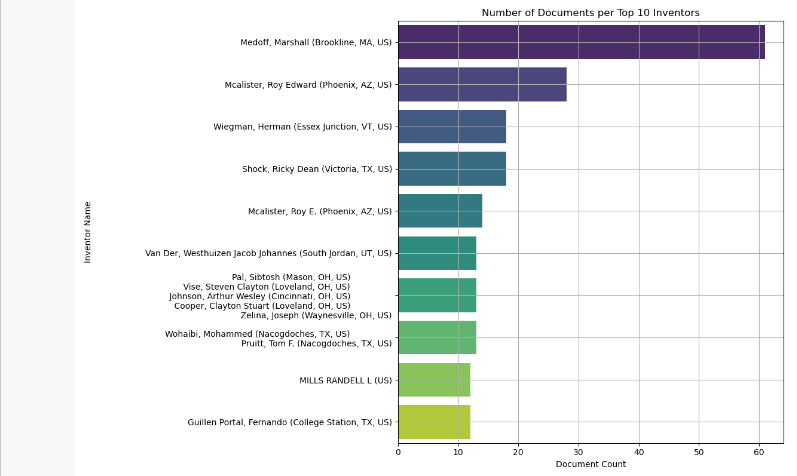 Number of Documents per Top 10 Inventors
Inventor Name
Medoff, Marshall (Brookline, MA, US)
Mcalister, Roy Edward (Phoenix, AZ, US)
Wiegman, Herman (Essex Junction, VT, US)
Shock, Ricky Dean (Victoria, TX, US)
Mcalister, Roy E. (Phoenix, AZ, US)
Van Der, Westhuizen Jacob Johannes (South Jordan, UT, US)
Pal, Sibtosh (Mason, OH, US)
Vise, Steven Clayton (Loveland, OH, US)
Johnson, Arthur Wesley (Cincinnati, OH, US)
Cooper, Clayton Stuart (Loveland, OH, US)
Zelina, Joseph (Waynesville, OH, US)
Wohaibi, Mohammed (Nacogdoches, TX, US)
Pruitt, Tom F. (Nacogdoches, TX, US)
MILLS RANDELL L (US)
Guillen Portal, Fernando (College Station, TX, US)
0 10 20 30 40 50 60
Document Count